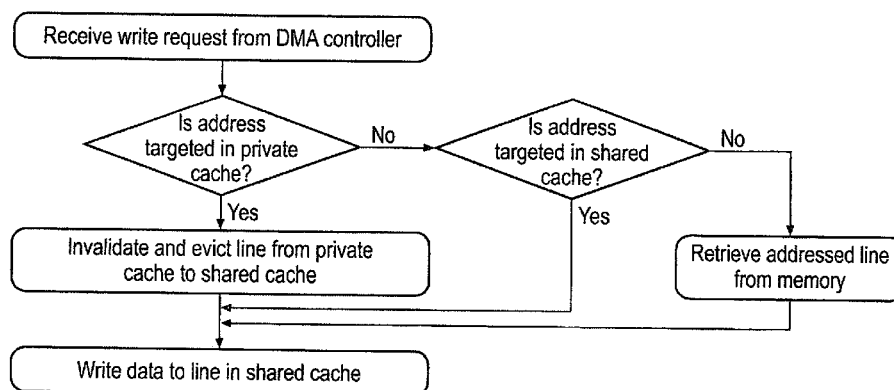 Receive write request from DMA controller
Is address
targeted in private
cache?
No
Is address
targeted in shared
cache?
No
Yes
Yes
Invalidate and evict line from private
cache to shared cache
Retrieve addressed line
from memory
Write data to line in shared cache